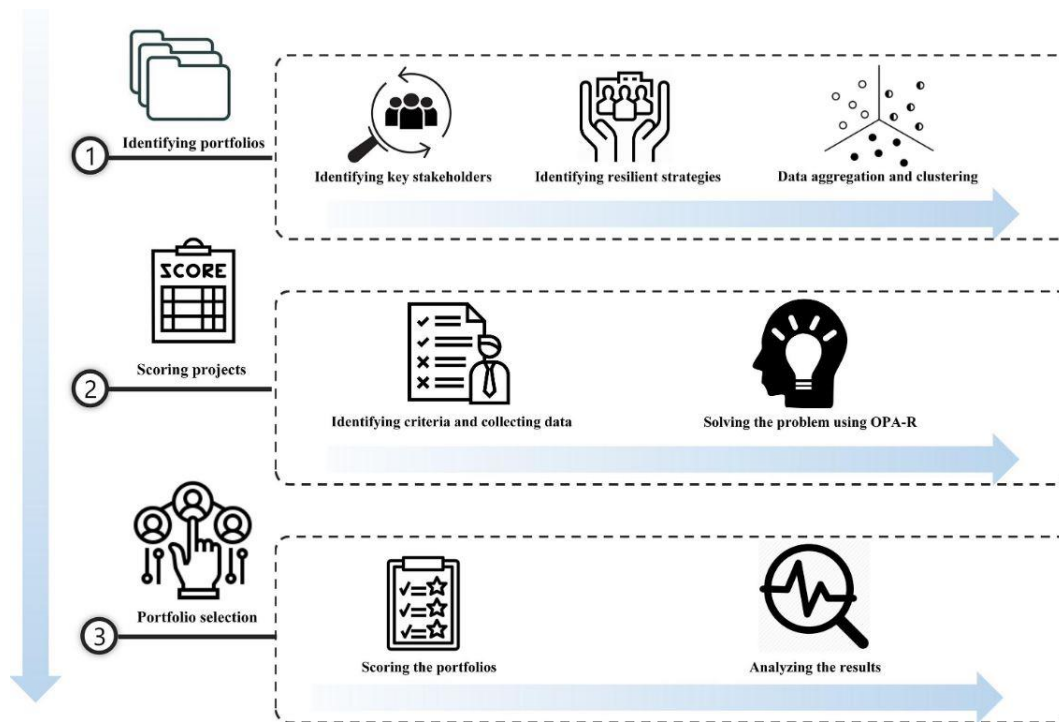 Identifying portfolios
1
Identifying key stakeholders
Identifying resilient strategies
Data aggregation and clustering
SCORE
Scoring projects
2
Identifying criteria and collecting data
Solving the problem using OPA-R
Portfolio selection
3
Scoring the portfolios
Analyzing the results